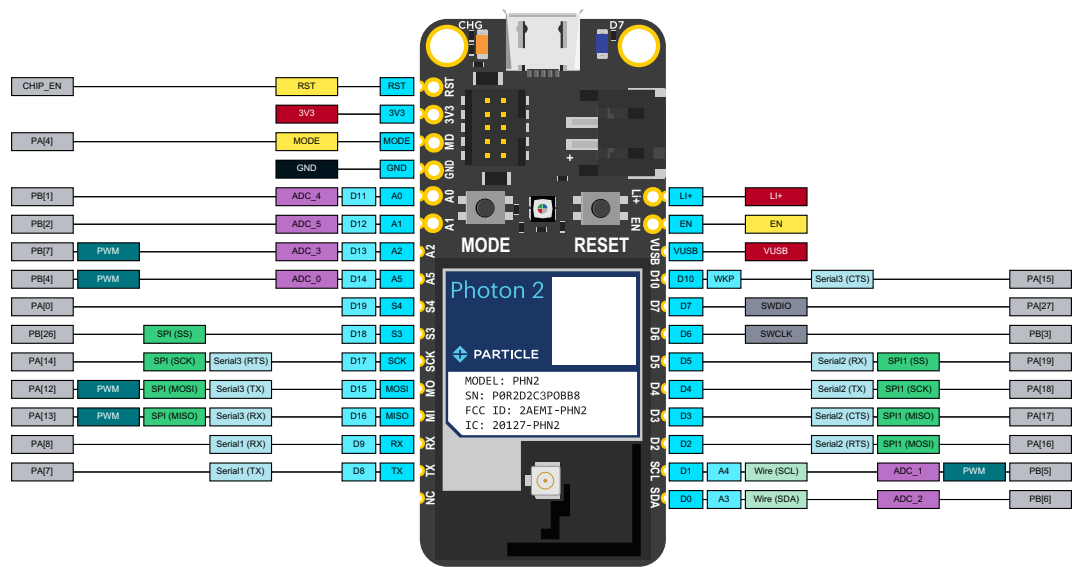 CHG D7
CHIP_EN RST RST RST
3V3 3V3 3V3
PA[4] MODE MODE MD
GND GND GND
PB[1] ADC_4 D11 A0 A0 Li+ LI+ LI+
PB[2] ADC_5 D12 A1 A1 EN EN EN
MODE RESET
PB[7] PWM ADC_3 D13 A2 A2 VUSB VUSB VUSB
PB[4] PWM ADC_0 D14 A5 A5 D10 D10 WKP Serial3 (CTS) PA[15]
PA[0] D19 S4 S4 D7 D7 SWDIO PA[27]
PB[26] SPI (SS) D18 S3 S3 D6 D6 SWCLK PB[3]
PA[14] SPI (SCK) Serial3 (RTS) D17 SCK SCK D5 D5 Serial2 (RX) SPI1 (SS) PA[19]
PA[12] PWM SPI (MOSI) Serial3 (TX) D15 MOSI MO D4 D4 Serial2 (TX) SPI1 (SCK) PA[18]
PA[13] PWM SPI (MISO) Serial3 (RX) D16 MISO MI D3 D3 Serial2 (CTS) SPI1 (MISO) PA[17]
PA[8] Serial1 (RX) D9 RX RX D2 D2 Serial2 (RTS) SPI1 (MOSI) PA[16]
PA[7] Serial1 (TX) D8 TX TX SCL D1 A4 Wire (SCL) ADC_1 PWM PB[5]
NC SDA D0 A3 Wire (SDA) ADC_2 PB[6]
+
Photon 2
PARTICLE
MODEL: PHN2
SN: P0R2D2C3POBB8
FCC ID: 2AEMI-PHN2
IC: 20127-PHN2